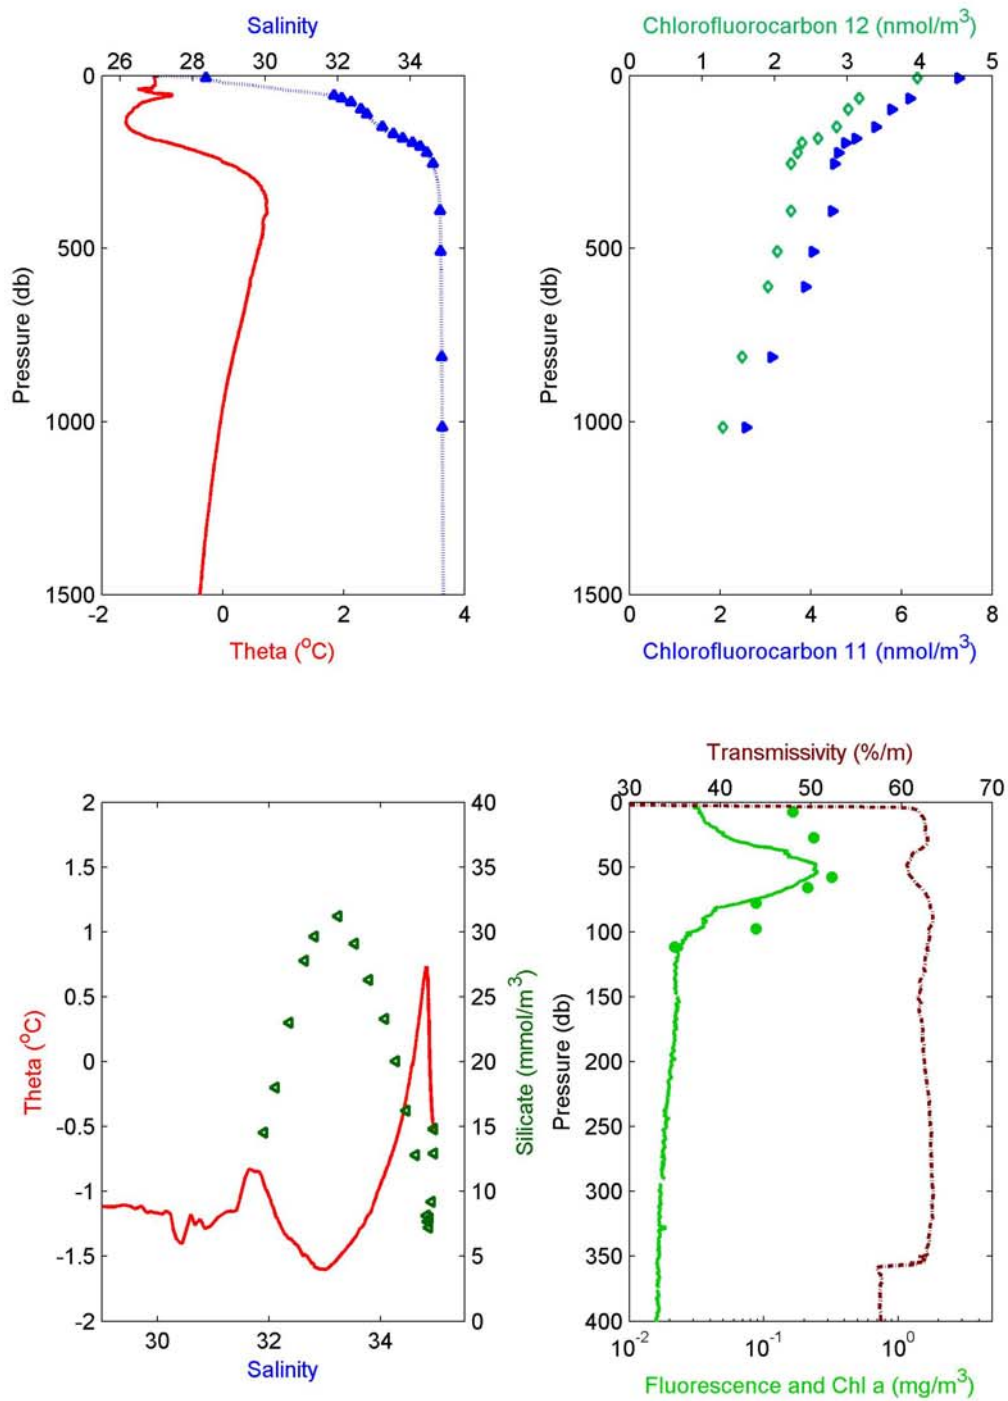 Salinity
26 28 30 32 34
0
500
1000
1500
Pressure (db)
-2 0 2 4
Theta (°C)
Chlorofluorocarbon 12 (nmol/m³)
0 1 2 3 4 5
0
500
1000
1500
Pressure (db)
0 2 4 6 8
Chlorofluorocarbon 11 (nmol/m³)
2
1.5
1
0.5
0
-0.5
-1
-1.5
-2
Theta (°C)
40
35
30
25
20
15
10
5
0
Silicate (mmol/m³)
30 32 34
Salinity
Transmissivity (%/m)
30 40 50 60 70
0
50
100
150
200
250
300
350
400
Pressure (db)
10⁻² 10⁻¹ 10⁰
Fluorescence and Chl a (mg/m³)